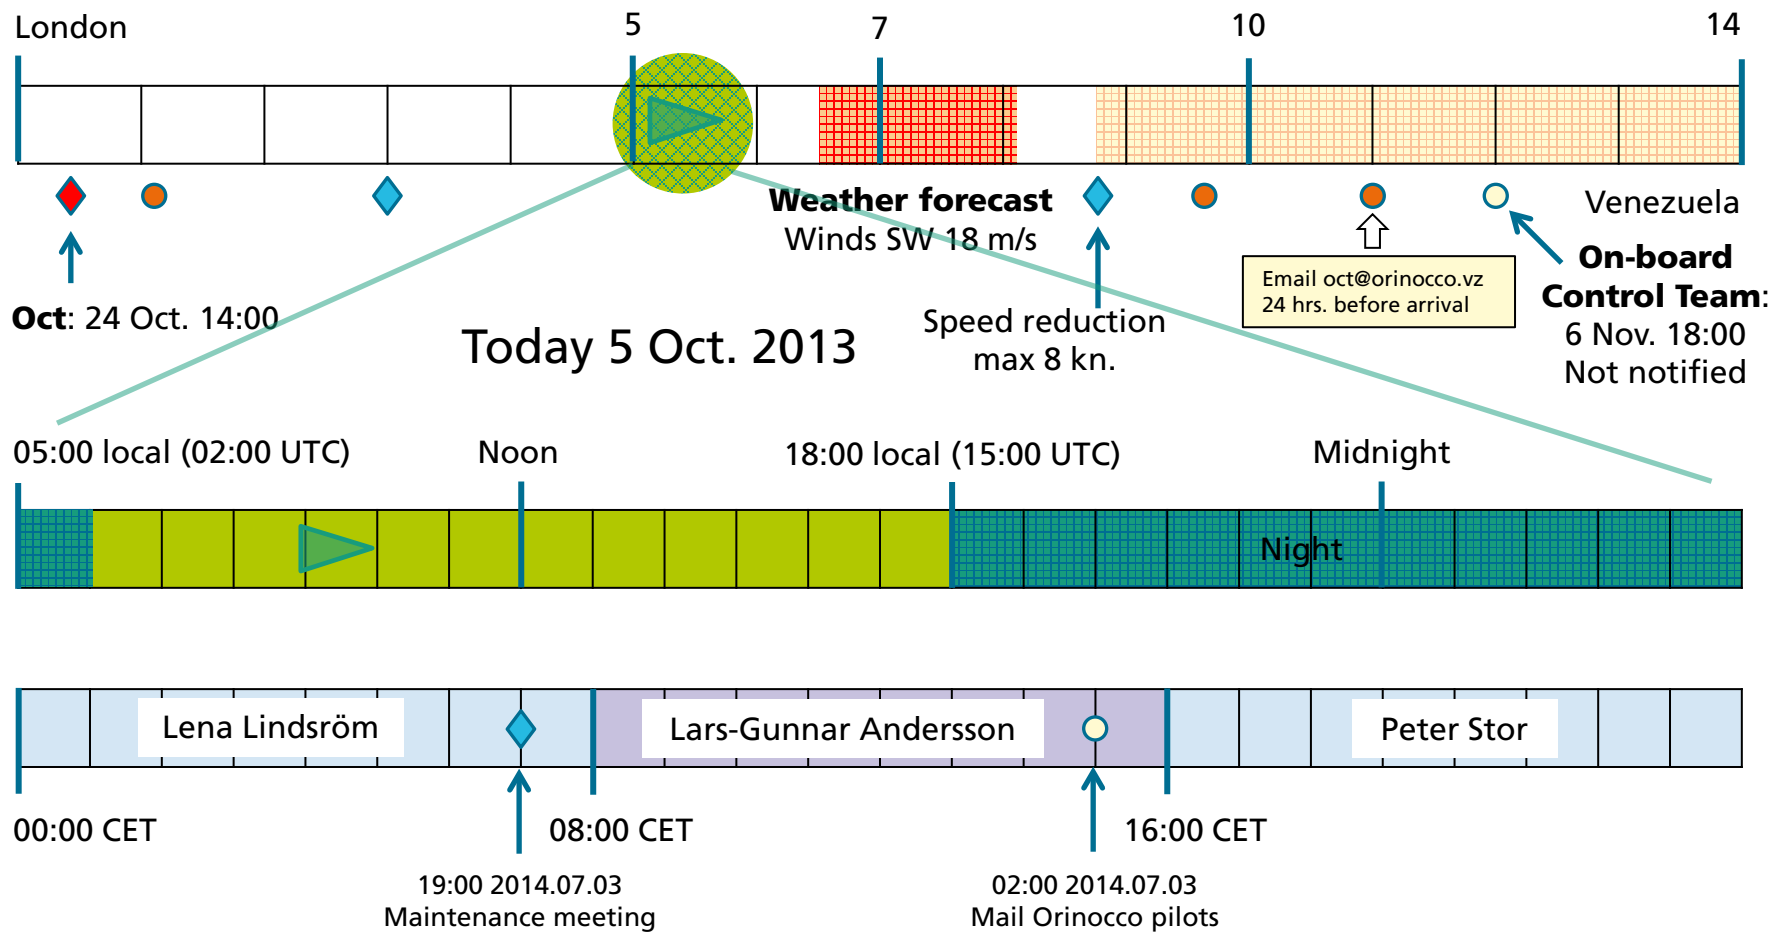 London
5
7
10
14
Weather forecast
Winds SW 18 m/s
Venezuela
On-board
Control Team:
6 Nov. 18:00
Not notified
Email oct@orinocco.vz
24 hrs. before arrival
Oct: 24 Oct. 14:00
Today 5 Oct. 2013
Speed reduction
max 8 kn.
05:00 local (02:00 UTC)
Noon
18:00 local (15:00 UTC)
Midnight
Night
Lena Lindsröm
Lars-Gunnar Andersson
Peter Stor
00:00 CET
08:00 CET
16:00 CET
19:00 2014.07.03
Maintenance meeting
02:00 2014.07.03
Mail Orinocco pilots